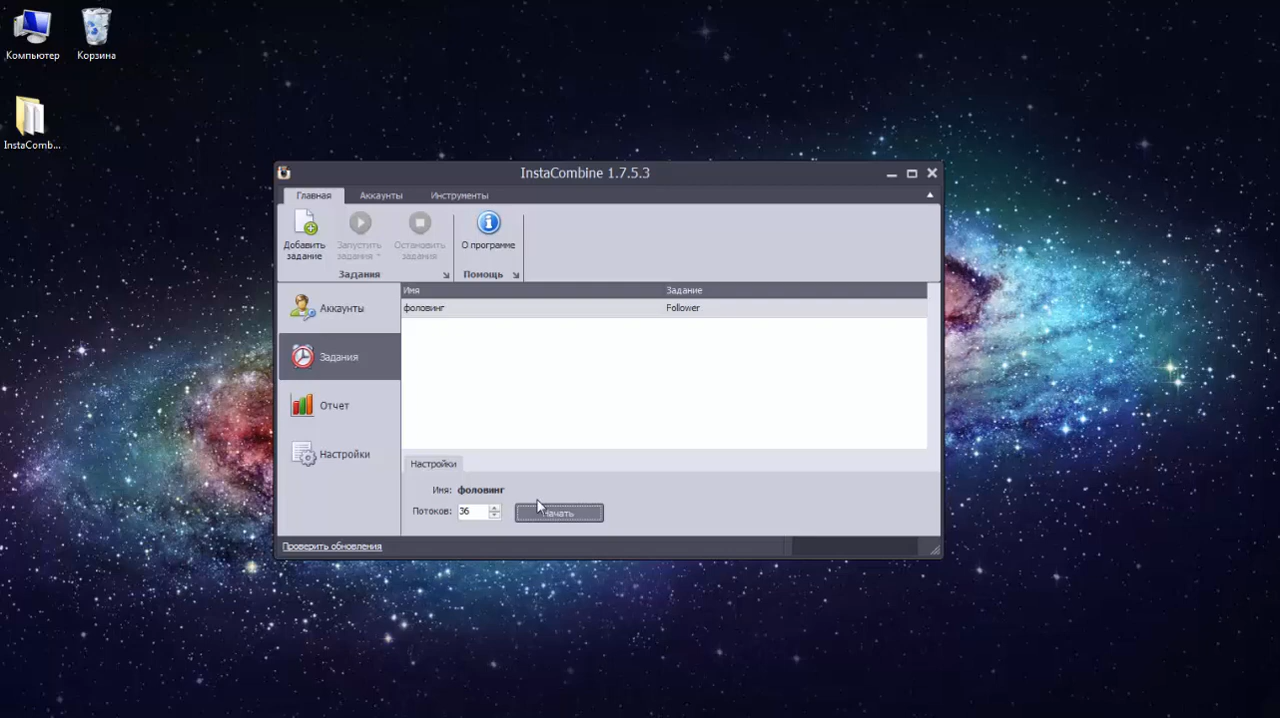 Компьютер
Корзина
InstaComb...
InstaCombine 1.7.5.3
Главная
Аккаунты
Инструменты
Добавить
задание
Запустить
задания
Остановить
задания
О программе
Задания
Помощь
Имя
Задание
фоловинг
Follower
Аккаунты
Задания
Отчет
Настройки
Настройки
Имя: фоловинг
Потоков: 36
Начать
Проверить обновления